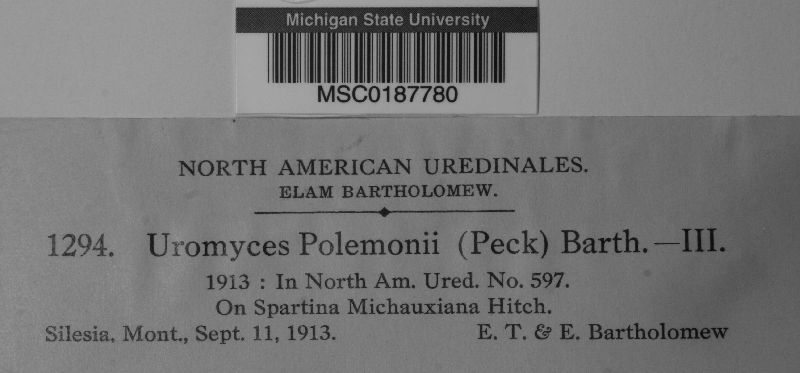 Michigan State University
MSC0187780
NORTH AMERICAN UREDINALES.
ELAM BARTHOLOMEW.
1294. Uromyces Polemonii (Peck) Barth.—III.
1913 : In North Am. Ured. No. 597.
On Spartina Michauxiana Hitch.
Silesia, Mont., Sept. 11, 1913. E. T. & E. Bartholomew